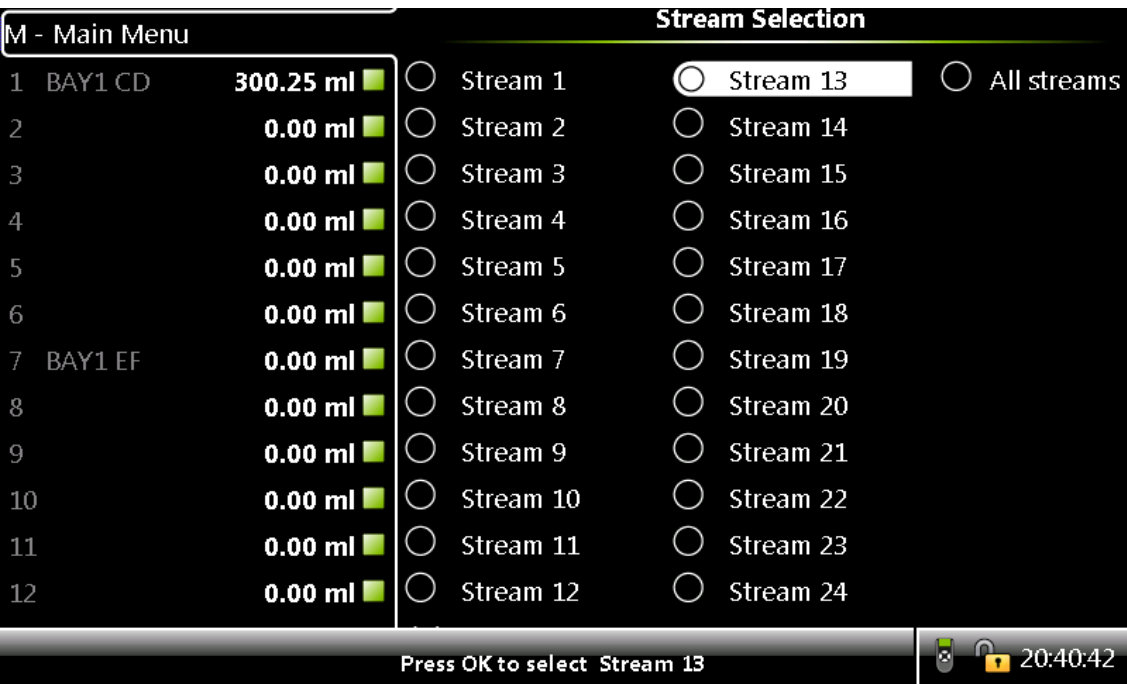 M - Main Menu
Stream Selection
1 BAY1 CD 300.25 ml
2 0.00 ml
3 0.00 ml
4 0.00 ml
5 0.00 ml
6 0.00 ml
7 BAY1 EF 0.00 ml
8 0.00 ml
9 0.00 ml
10 0.00 ml
11 0.00 ml
12 0.00 ml
Stream 1
Stream 2
Stream 3
Stream 4
Stream 5
Stream 6
Stream 7
Stream 8
Stream 9
Stream 10
Stream 11
Stream 12
Stream 13
Stream 14
Stream 15
Stream 16
Stream 17
Stream 18
Stream 19
Stream 20
Stream 21
Stream 22
Stream 23
Stream 24
All streams
Press OK to select Stream 13
20:40:42